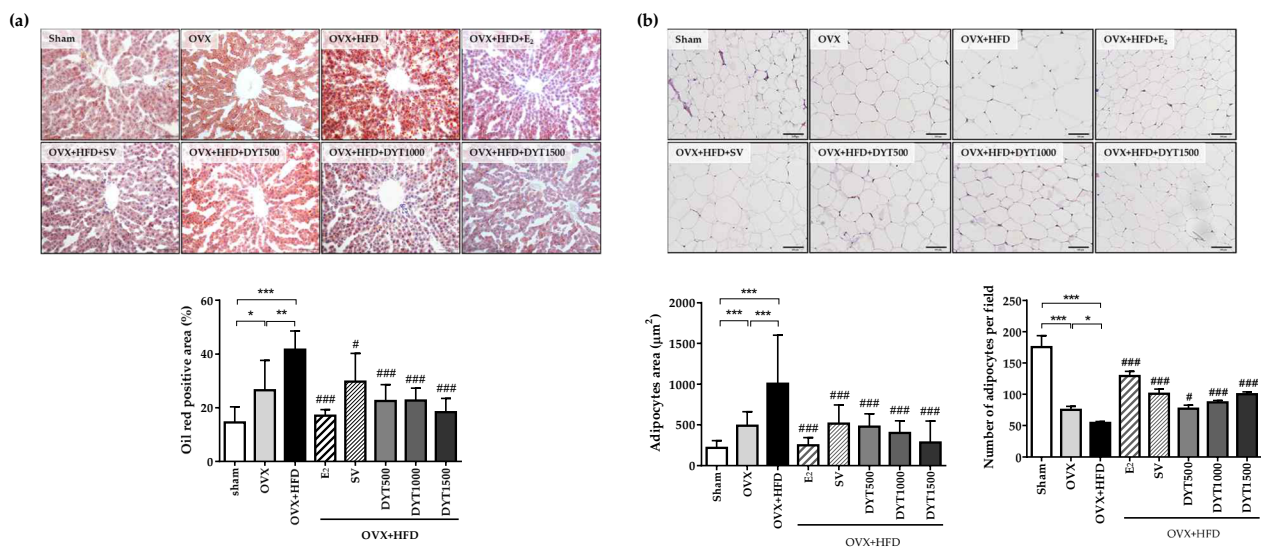 (a)
Sham
OVX
OVX+HFD
OVX+HFD+E₂
OVX+HFD+SV
OVX+HFD+DYT500
OVX+HFD+DYT1000
OVX+HFD+DYT1500
Oil red positive area (%)
60
40
20
0
***
*
**
###
#
###
###
###
sham
OVX
OVX+HFD
E₂
SV
DYT500
DYT1000
DYT1500
OVX+HFD
(b)
Sham
OVX
OVX+HFD
OVX+HFD+E₂
OVX+HFD+SV
OVX+HFD+DYT500
OVX+HFD+DYT1000
OVX+HFD+DYT1500
Adipocytes area (μm²)
2000
1500
1000
500
0
***
***
***
###
###
###
###
###
Sham
OVX
OVX+HFD
E₂
SV
DYT500
DYT1000
DYT1500
OVX+HFD
Number of adipocytes per field
250
200
150
100
50
0
***
***
*
###
###
#
###
###
Sham
OVX
OVX+HFD
E₂
SV
DYT500
DYT1000
DYT1500
OVX+HFD